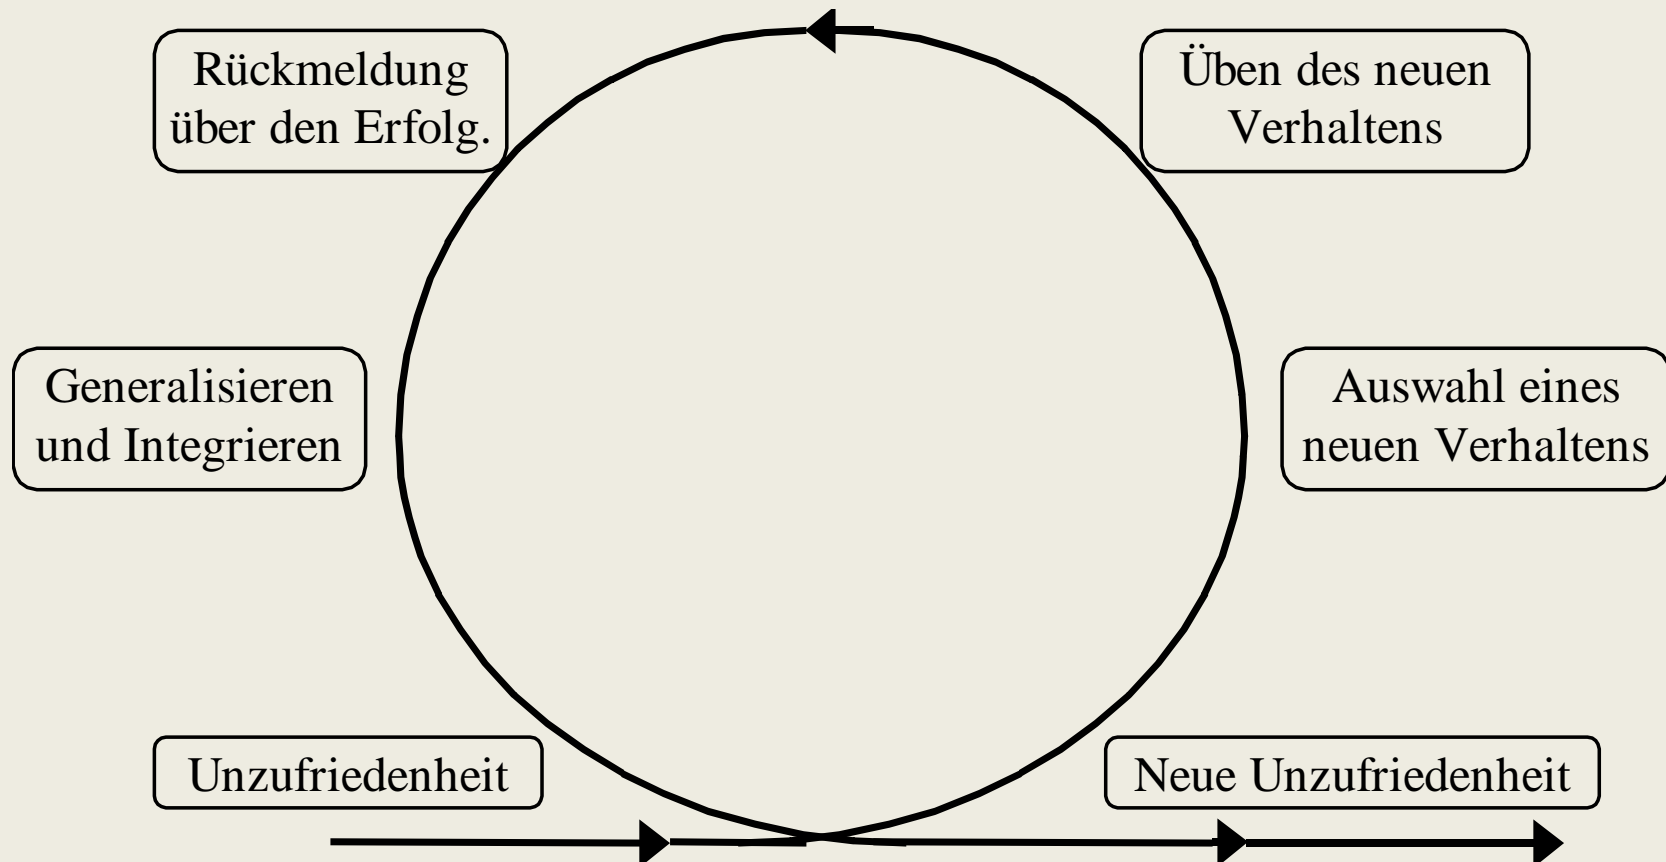 Rückmeldung
über den Erfolg.
Üben des neuen
Verhaltens
Generalisieren
und Integrieren
Auswahl eines
neuen Verhaltens
Unzufriedenheit
Neue Unzufriedenheit